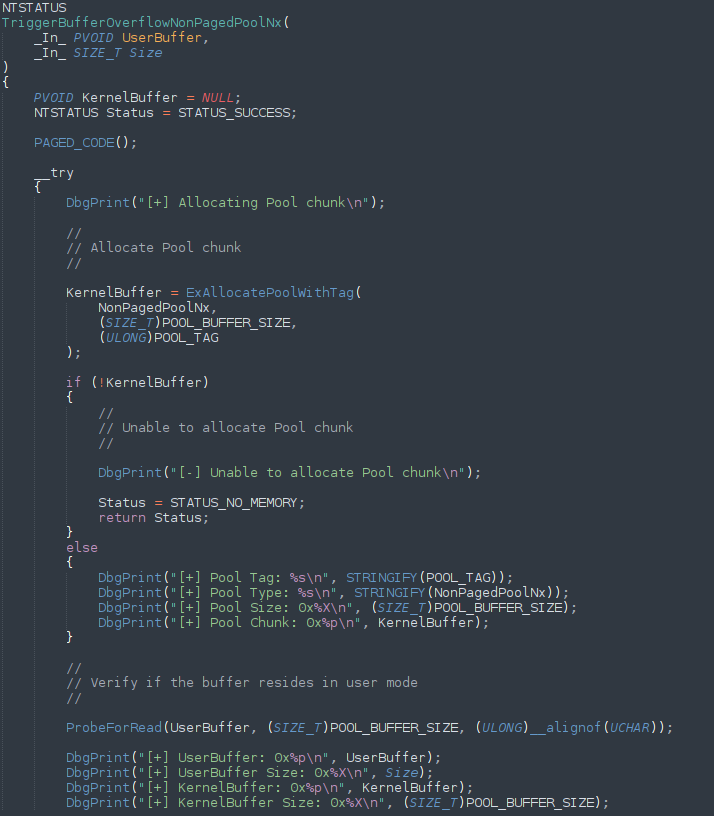 NTSTATUS
TriggerBufferOverflowNonPagedPoolNx(
    _In_ PVOID UserBuffer,
    _In_ SIZE_T Size
)
{
    PVOID KernelBuffer = NULL;
    NTSTATUS Status = STATUS_SUCCESS;

    PAGED_CODE();

    __try
    {
        DbgPrint("[+] Allocating Pool chunk\n");

        //
        // Allocate Pool chunk
        //

        KernelBuffer = ExAllocatePoolWithTag(
            NonPagedPoolNx,
            (SIZE_T)POOL_BUFFER_SIZE,
            (ULONG)POOL_TAG
        );

        if (!KernelBuffer)
        {
            //
            // Unable to allocate Pool chunk
            //

            DbgPrint("[-] Unable to allocate Pool chunk\n");

            Status = STATUS_NO_MEMORY;
            return Status;
        }
        else
        {
            DbgPrint("[+] Pool Tag: %s\n", STRINGIFY(POOL_TAG));
            DbgPrint("[+] Pool Type: %s\n", STRINGIFY(NonPagedPoolNx));
            DbgPrint("[+] Pool Size: 0x%X\n", (SIZE_T)POOL_BUFFER_SIZE);
            DbgPrint("[+] Pool Chunk: 0x%p\n", KernelBuffer);
        }

        //
        // Verify if the buffer resides in user mode
        //

        ProbeForRead(UserBuffer, (SIZE_T)POOL_BUFFER_SIZE, (ULONG)__alignof(UCHAR));

        DbgPrint("[+] UserBuffer: 0x%p\n", UserBuffer);
        DbgPrint("[+] UserBuffer Size: 0x%X\n", Size);
        DbgPrint("[+] KernelBuffer: 0x%p\n", KernelBuffer);
        DbgPrint("[+] KernelBuffer Size: 0x%X\n", (SIZE_T)POOL_BUFFER_SIZE);